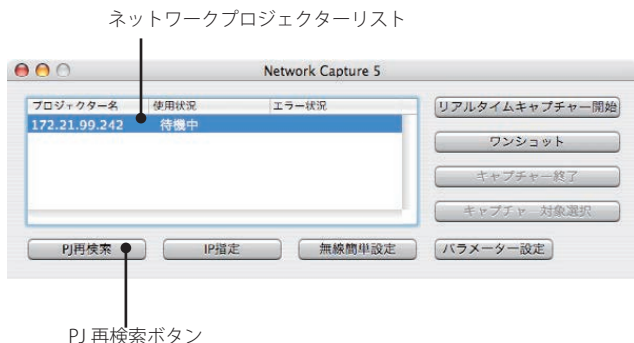 ネットワークプロジェクターリスト
Network Capture 5
プロジェクター名 使用状況 エラー状況
172.21.99.242 待機中
リアルタイムキャプチャー開始
ワンショット
キャプチャー終了
キャプチャー対象選択
PJ再検索 IP指定 無線簡単設定 パラメーター設定
PJ 再検索ボタン